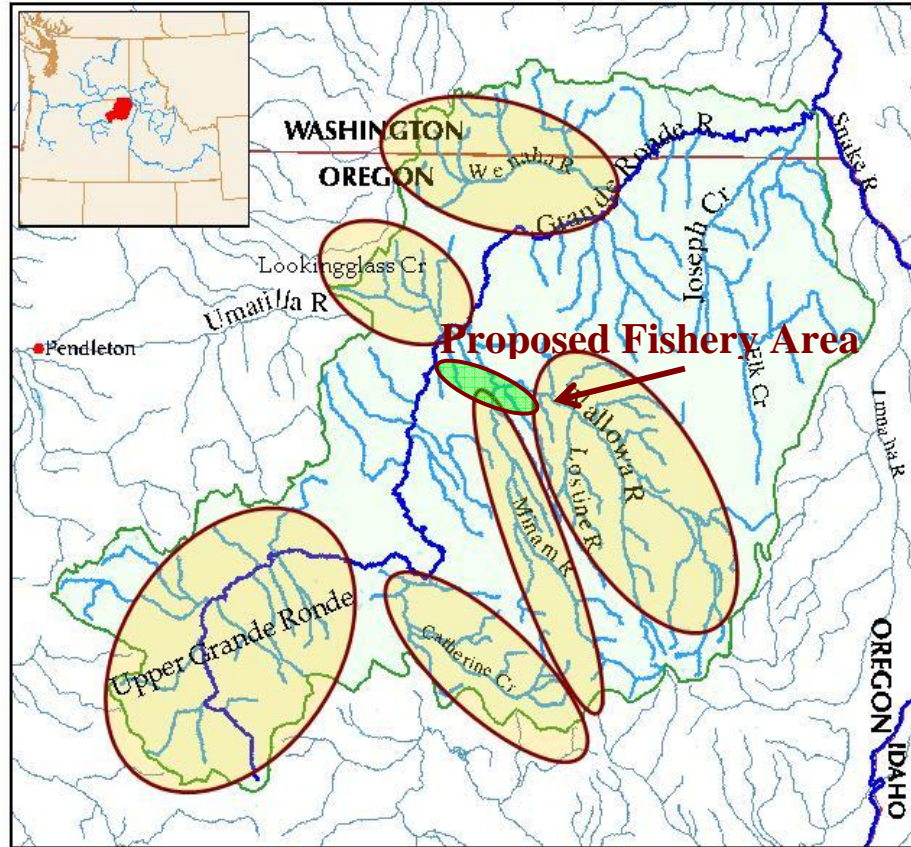 WASHINGTON
OREGON
Wenaha R
Grande Ronde R
Snake R
Joseph Cr
Lookingglass Cr
Umatilla R
Pendleton
Proposed Fishery Area
Elk Cr
Imnaha R
Wallowa R
Lostine R
Minam R
Upper Grande Ronde
Catherine Cr
OREGON
IDAHO